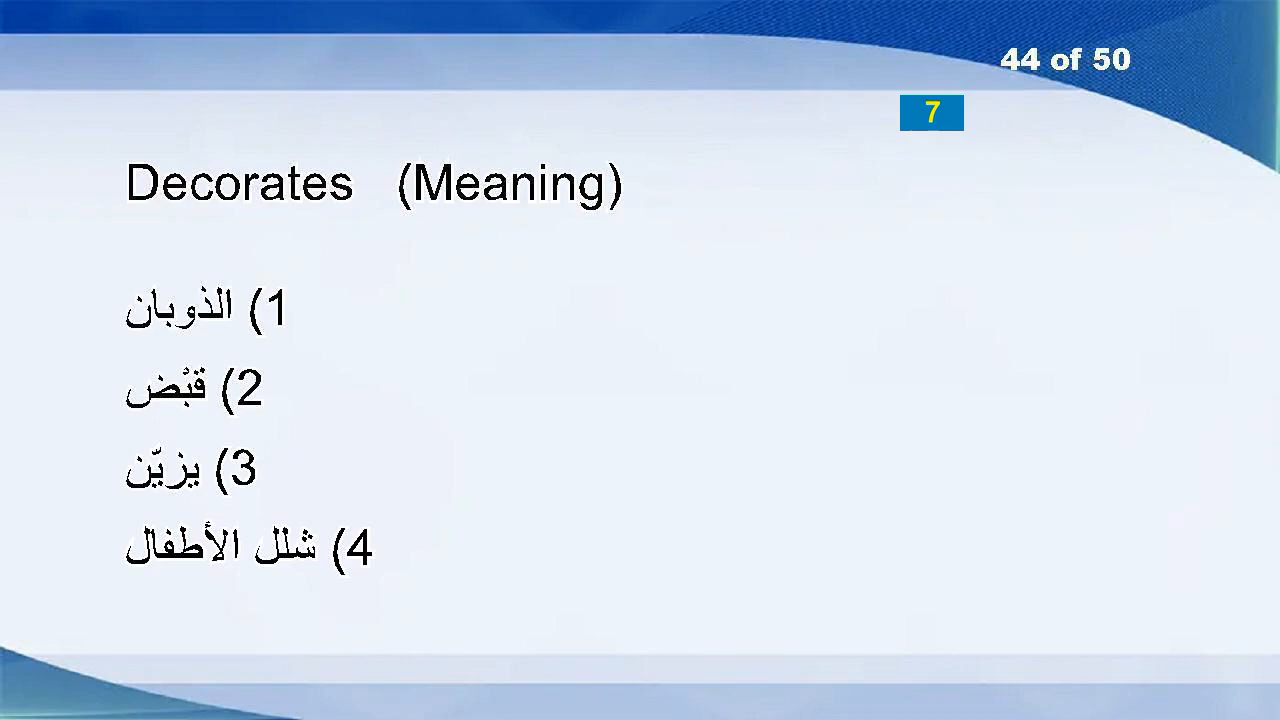 44 of 50
7
Decorates (Meaning)
1) الذوبان
2) قبْض
3) يزيّن
4) شلل الأطفال